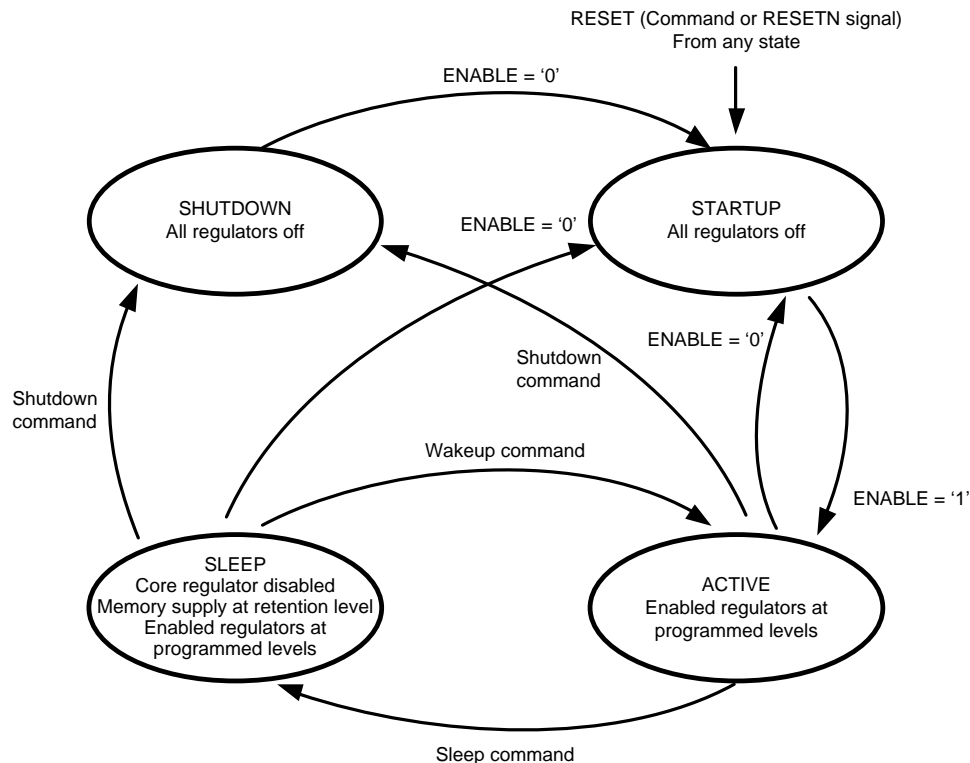 RESET (Command or RESETN signal)
From any state
ENABLE = ‘0’
SHUTDOWN
All regulators off
STARTUP
All regulators off
ENABLE = ‘0’
ENABLE = ‘0’
Shutdown
command
Shutdown
command
Wakeup command
ENABLE = ‘1’
SLEEP
Core regulator disabled
Memory supply at retention level
Enabled regulators at
programmed levels
ACTIVE
Enabled regulators at
programmed levels
Sleep command